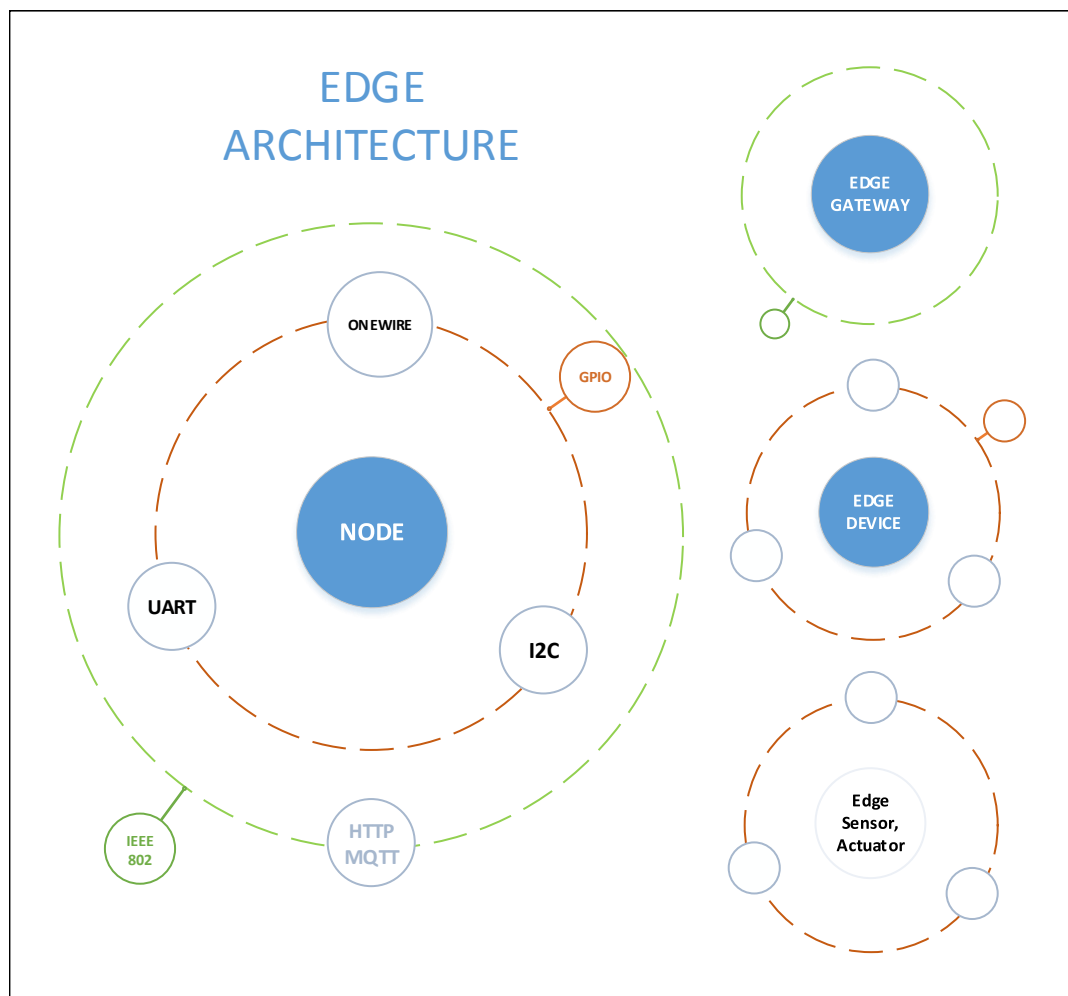 EDGE
ARCHITECTURE
ONEWIRE
GPIO
NODE
UART
I2C
IEEE
802
HTTP
MQTT
EDGE
GATEWAY
EDGE
DEVICE
Edge
Sensor,
Actuator